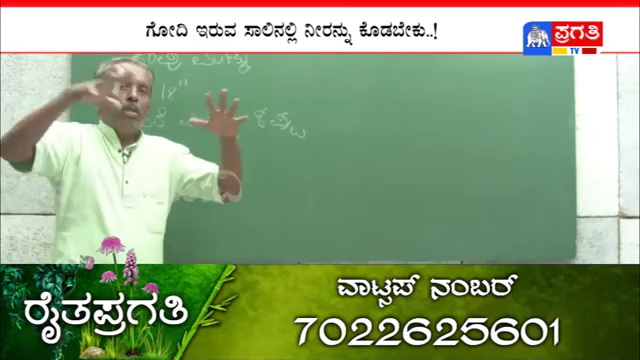 ಗೋದಿ ಇರುವ ಸಾಲಿನಲ್ಲಿ ನೀರನ್ನು ಕೊಡಬೇಕು..!
ಪ್ರಗತಿ
TV
18"
ರೈತಪ್ರಗತಿ
ವಾಟ್ಸಪ್ ನಂಬರ್
7022625601